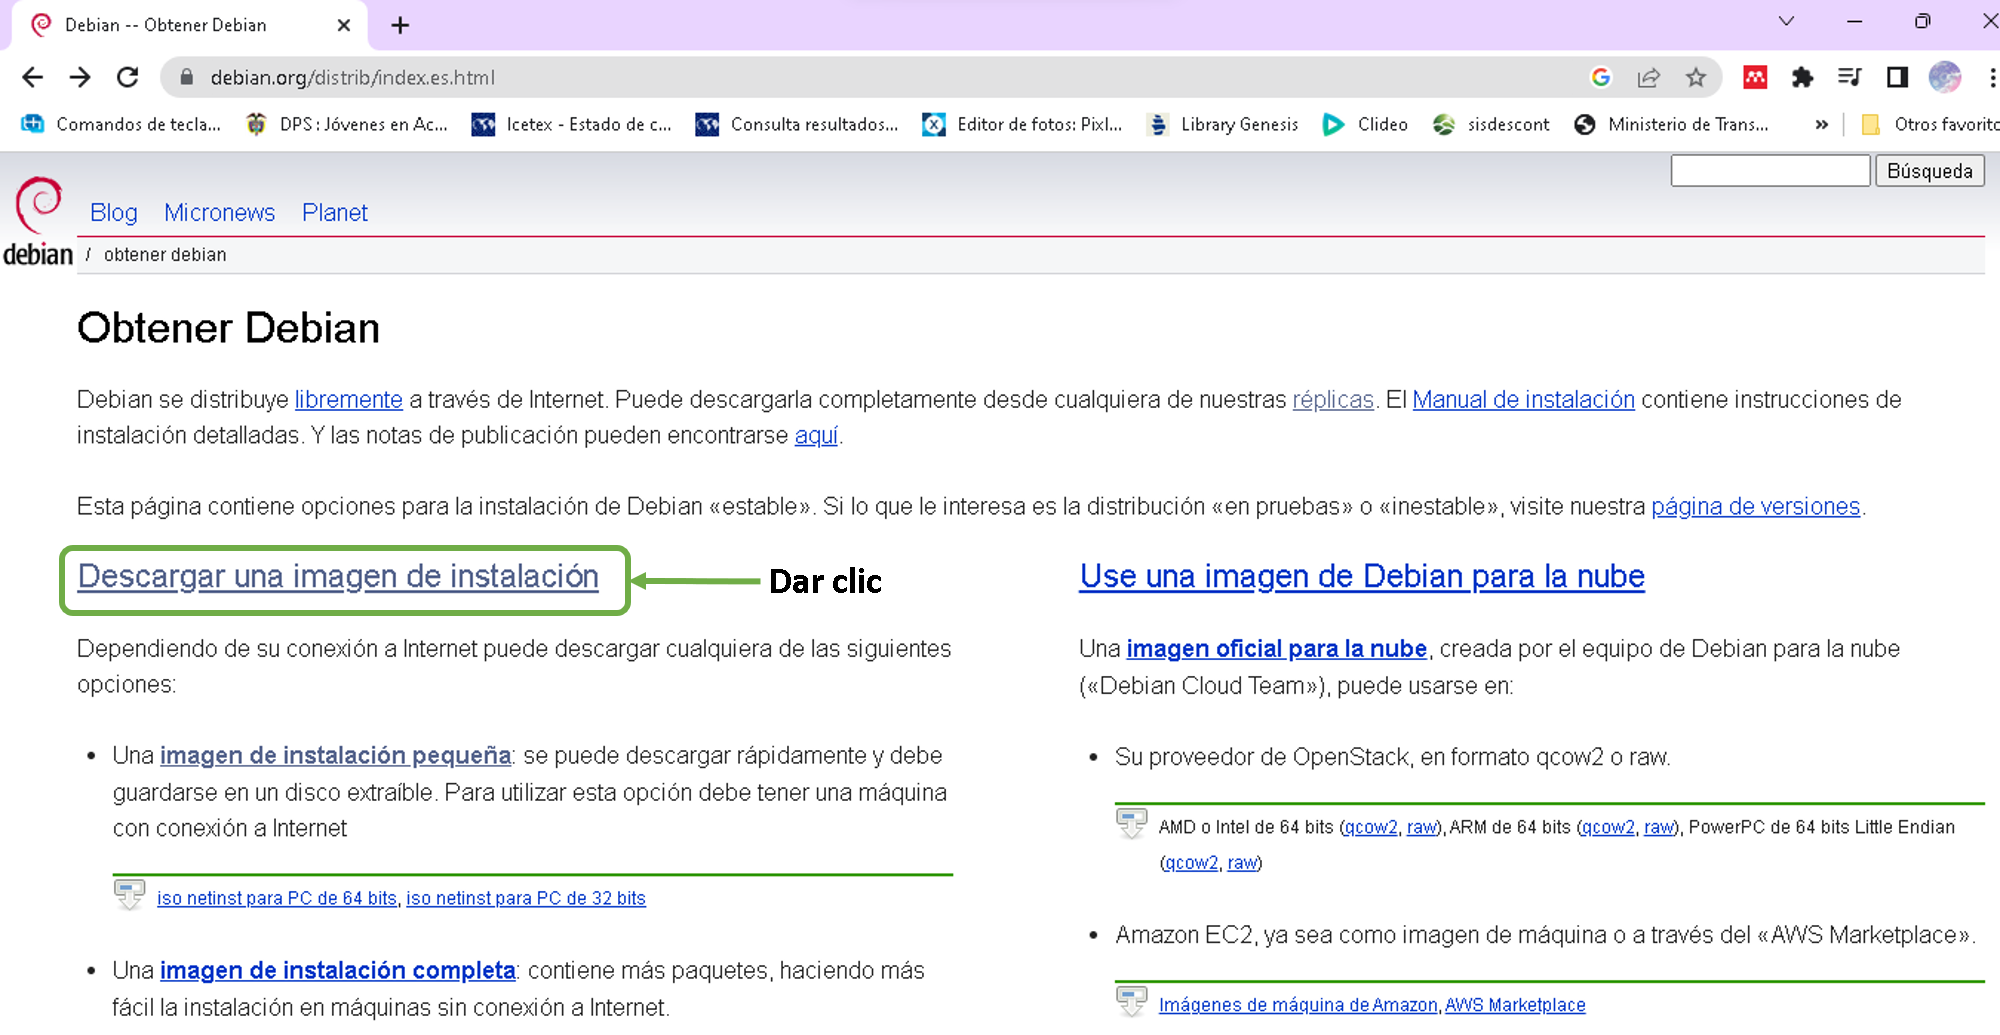 Debian -- Obtener Debian
debian.org/distrib/index.es.html
Comandos de tecla... DPS : Jóvenes en Ac... Icetex - Estado de c... Consulta resultados... Editor de fotos: Pixl... Library Genesis Clideo sisdescont Ministerio de Trans... » Otros favorito
Búsqueda
Blog Micronews Planet
debian / obtener debian
Obtener Debian
Debian se distribuye libremente a través de Internet. Puede descargarla completamente desde cualquiera de nuestras réplicas. El Manual de instalación contiene instrucciones de
instalación detalladas. Y las notas de publicación pueden encontrarse aquí.
Esta página contiene opciones para la instalación de Debian «estable». Si lo que le interesa es la distribución «en pruebas» o «inestable», visite nuestra página de versiones.
Descargar una imagen de instalación
Dar clic
Dependiendo de su conexión a Internet puede descargar cualquiera de las siguientes
opciones:
• Una imagen de instalación pequeña: se puede descargar rápidamente y debe
guardarse en un disco extraíble. Para utilizar esta opción debe tener una máquina
con conexión a Internet
iso netinst para PC de 64 bits, iso netinst para PC de 32 bits
• Una imagen de instalación completa: contiene más paquetes, haciendo más
fácil la instalación en máquinas sin conexión a Internet.
Use una imagen de Debian para la nube
Una imagen oficial para la nube, creada por el equipo de Debian para la nube
(«Debian Cloud Team»), puede usarse en:
• Su proveedor de OpenStack, en formato qcow2 o raw.
AMD o Intel de 64 bits (qcow2, raw), ARM de 64 bits (qcow2, raw), PowerPC de 64 bits Little Endian
(qcow2, raw)
• Amazon EC2, ya sea como imagen de máquina o a través del «AWS Marketplace».
Imágenes de máquina de Amazon, AWS Marketplace